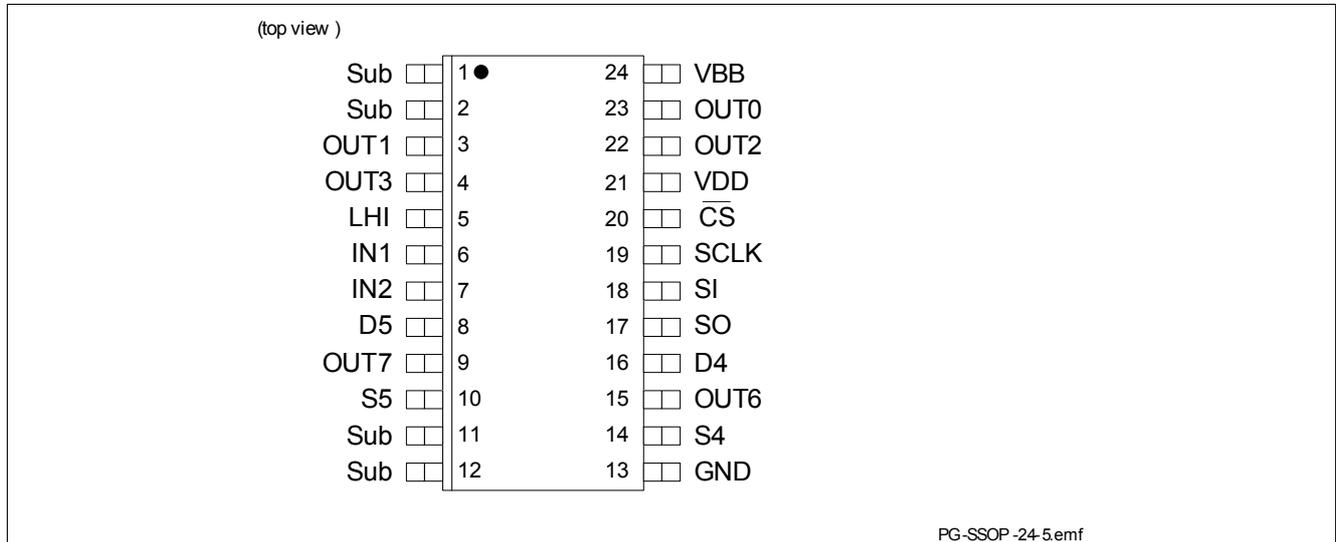 (top view )
Sub 1 24 VBB
Sub 2 23 OUT0
OUT1 3 22 OUT2
OUT3 4 21 VDD
LHI 5 20 C̅S̅
IN1 6 19 SCLK
IN2 7 18 SI
D5 8 17 SO
OUT7 9 16 D4
S5 10 15 OUT6
Sub 11 14 S4
Sub 12 13 GND
PG-SSOP -24-5.emf